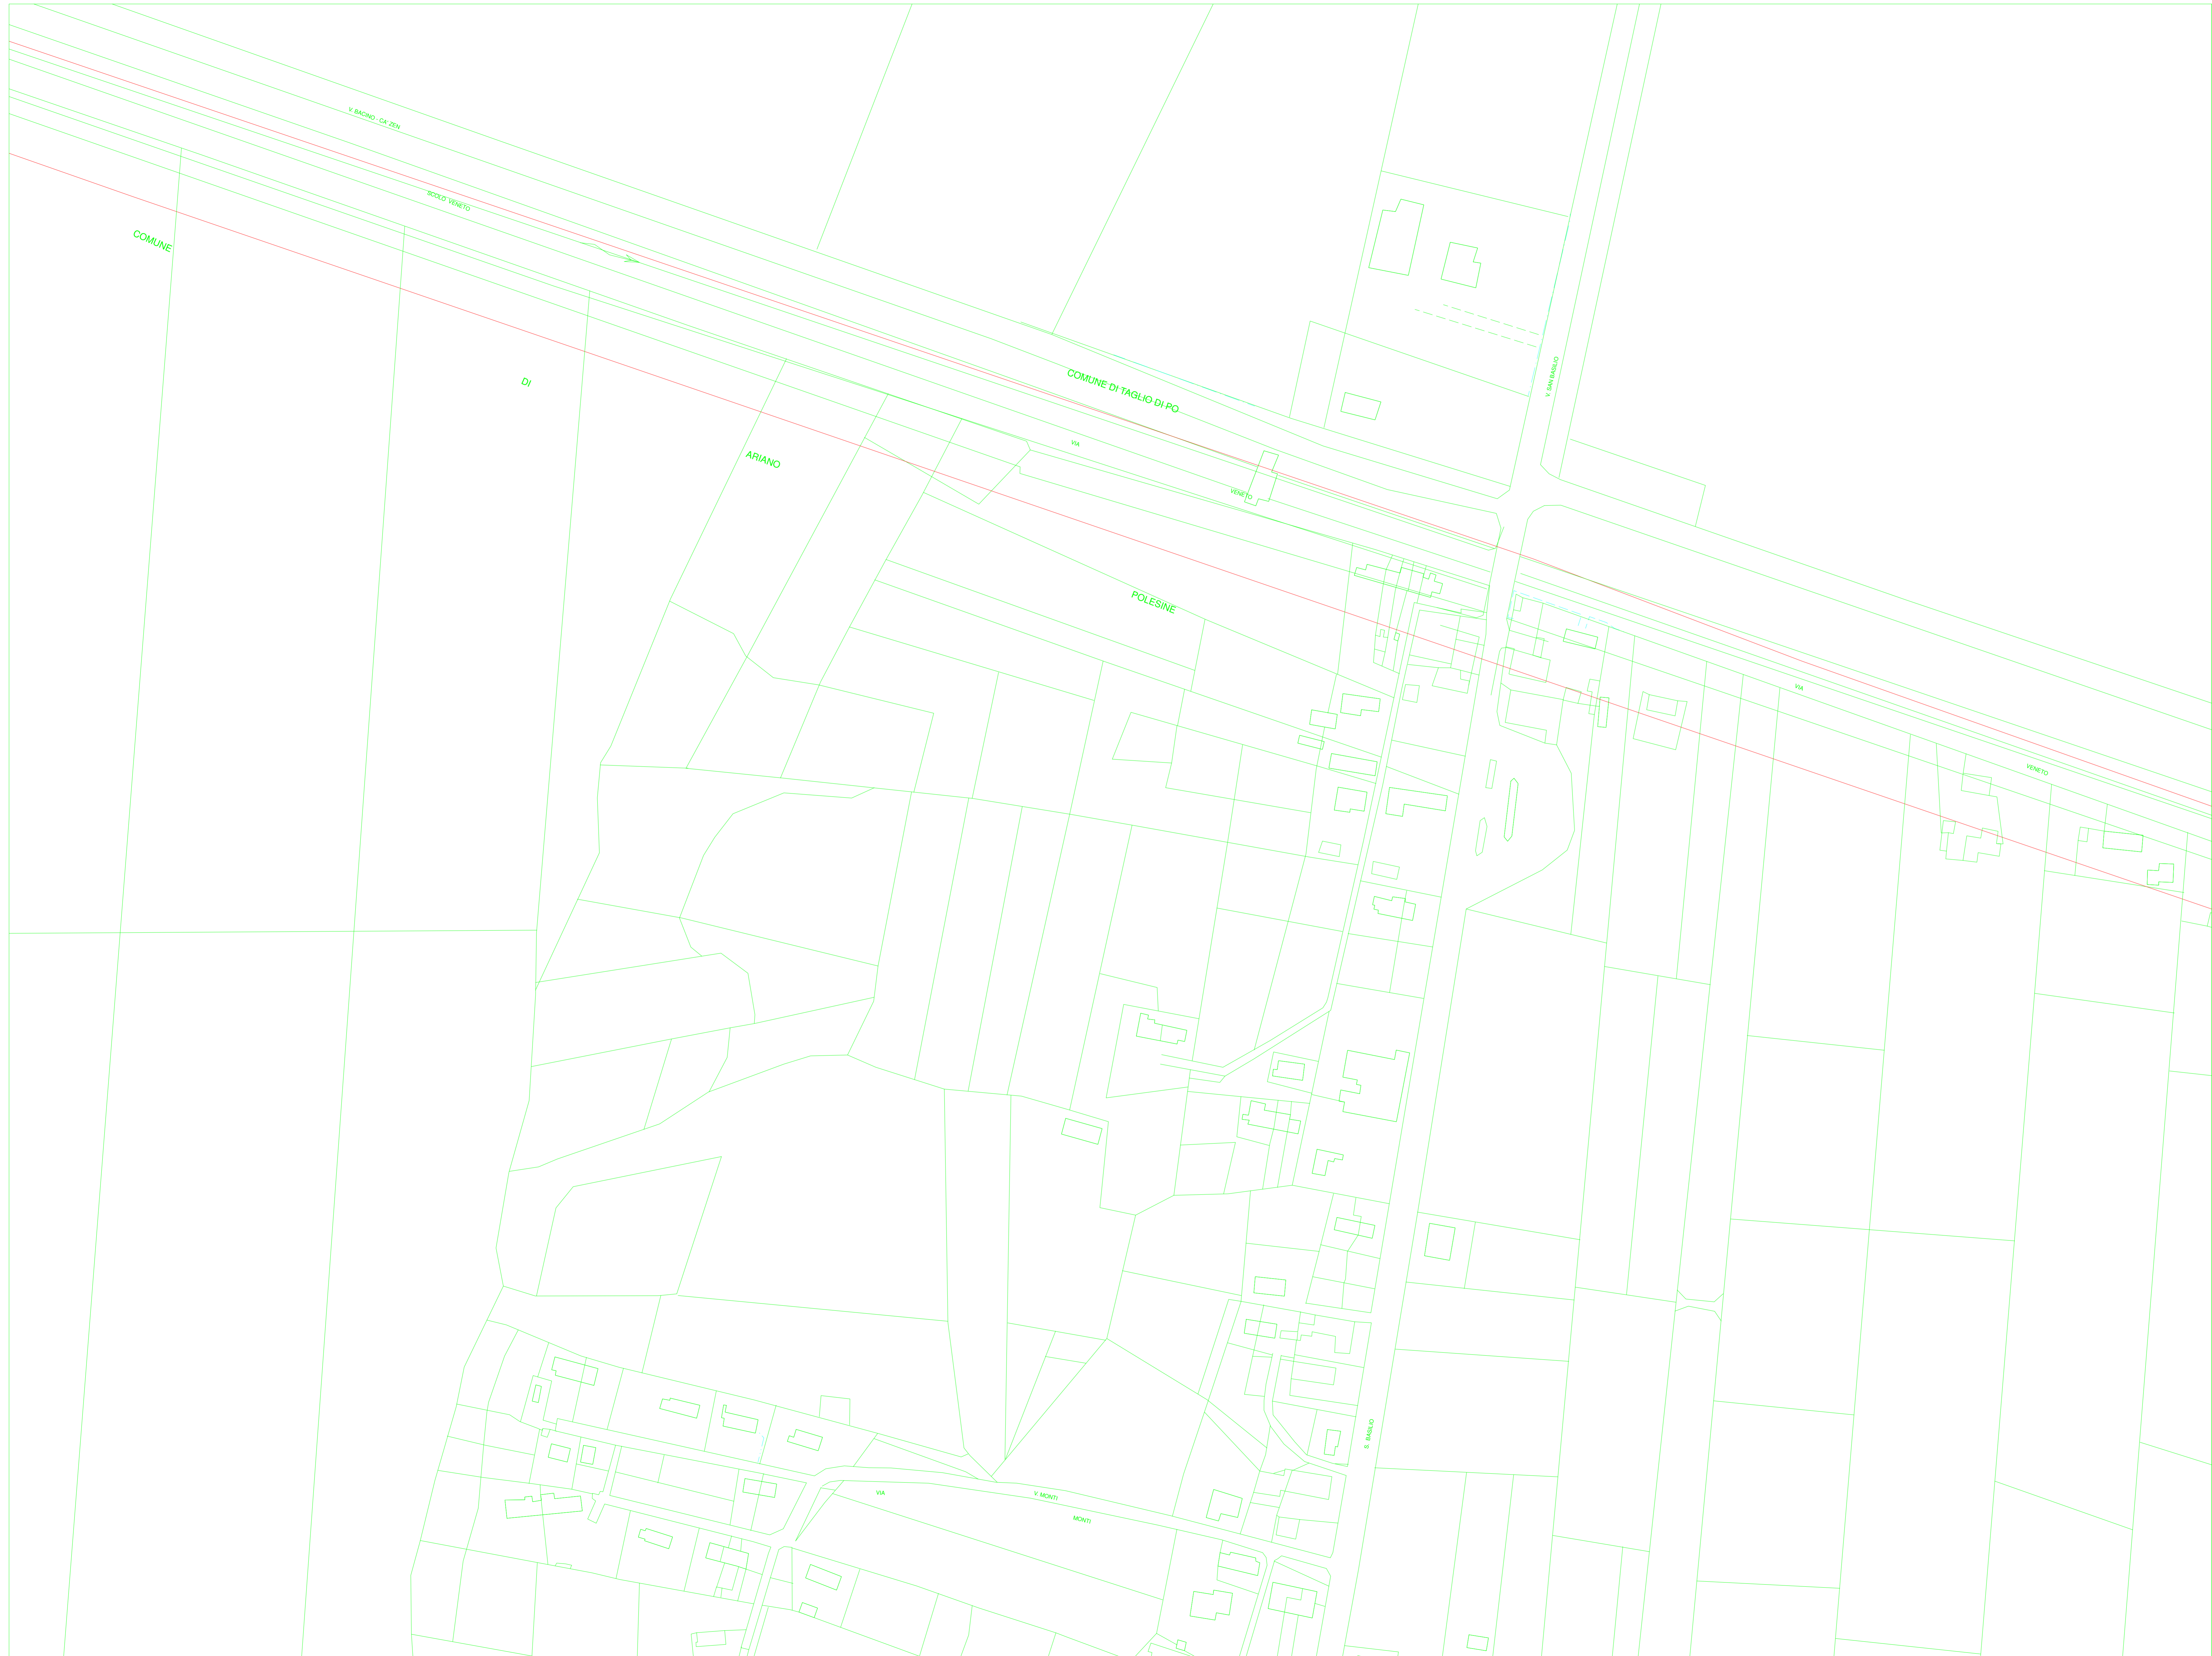 V. BACINO - CA' ZEN
SCOLO VENETO
COMUNE
DI
ARIANO
POLESINE
COMUNE DI TAGLIO DI PO
V. SAN BASILIO
VIA
VENETO
VIA
VENETO
S. BASILIO
VIA
V. MONTI
MONTI